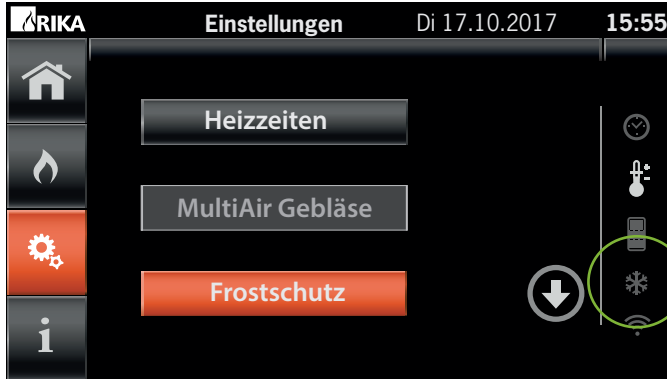 RIKA Einstellungen Di 17.10.2017 15:55
Heizzeiten
MultiAir Gebläse
Frostschutz
i